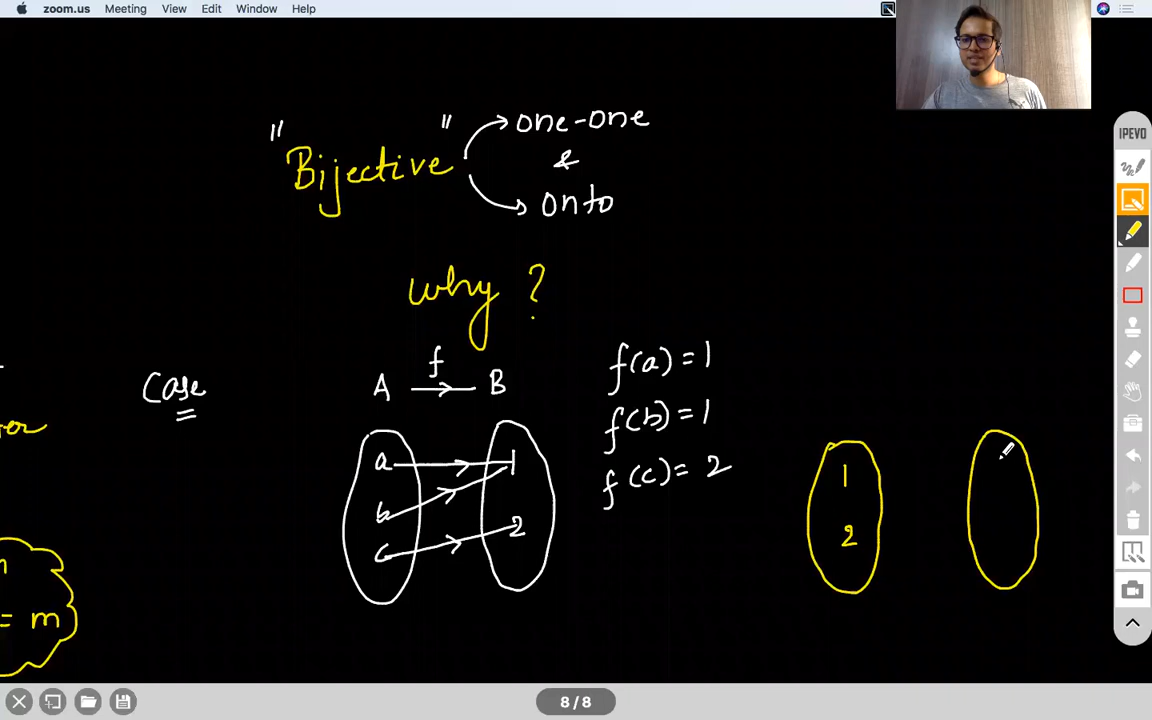 zoom.us Meeting View Edit Window Help
IPEVO
"Bijective" one-one
&
onto
why ?
Case
A f B
f(a) = 1
f(b) = 1
f(c) = 2
a 1
b
c 2
1
2
= m
8/8